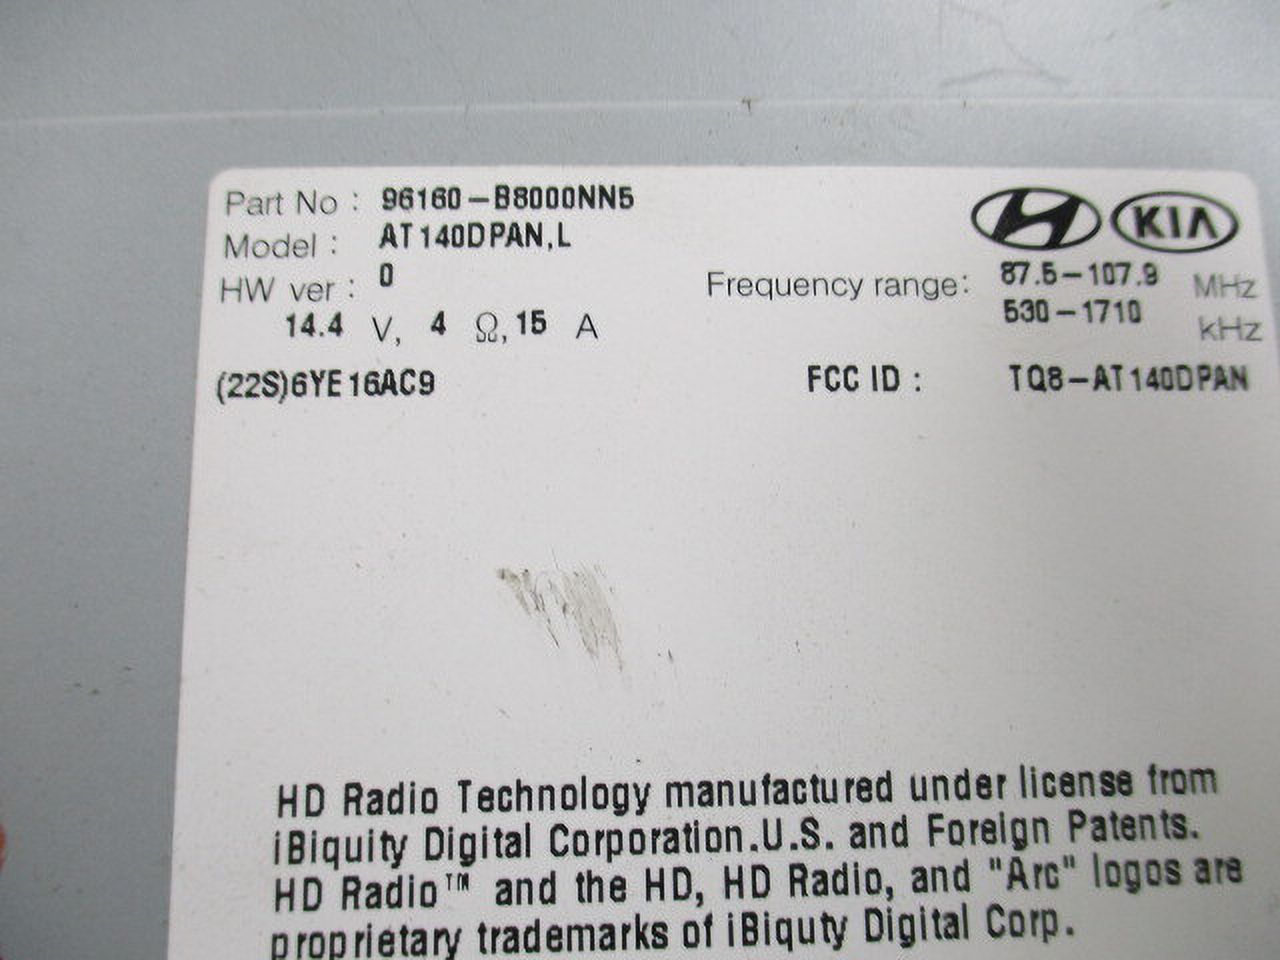 Part No : 96160-B8000NN5
Model : AT140DPAN,L
HW ver : 0
14.4 V, 4 Ω, 15 A
(22S)6YE16AC9
KIA
Frequency range: 87.5-107.9 MHz
530-1710 kHz
FCC ID : TQ8-AT140DPAN
HD Radio Technology manufactured under license from
iBiquity Digital Corporation.U.S. and Foreign Patents.
HD Radio™ and the HD, HD Radio, and "Arc" logos are
proprietary trademarks of iBiquty Digital Corp.